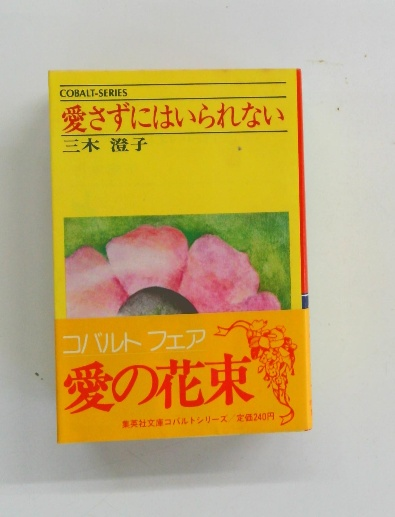 COBALT-SERIES
愛さずにはいられない
三木 澄子
コバルト フェア
愛の花束
集英社文庫コバルトシリーズ／定価240円